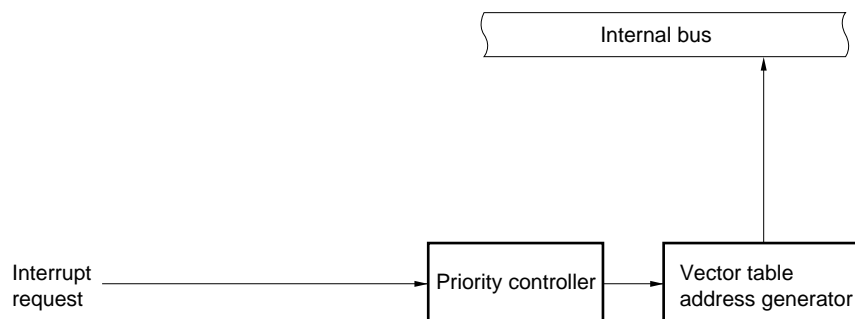 Internal bus
Interrupt
request
Priority controller
Vector table
address generator